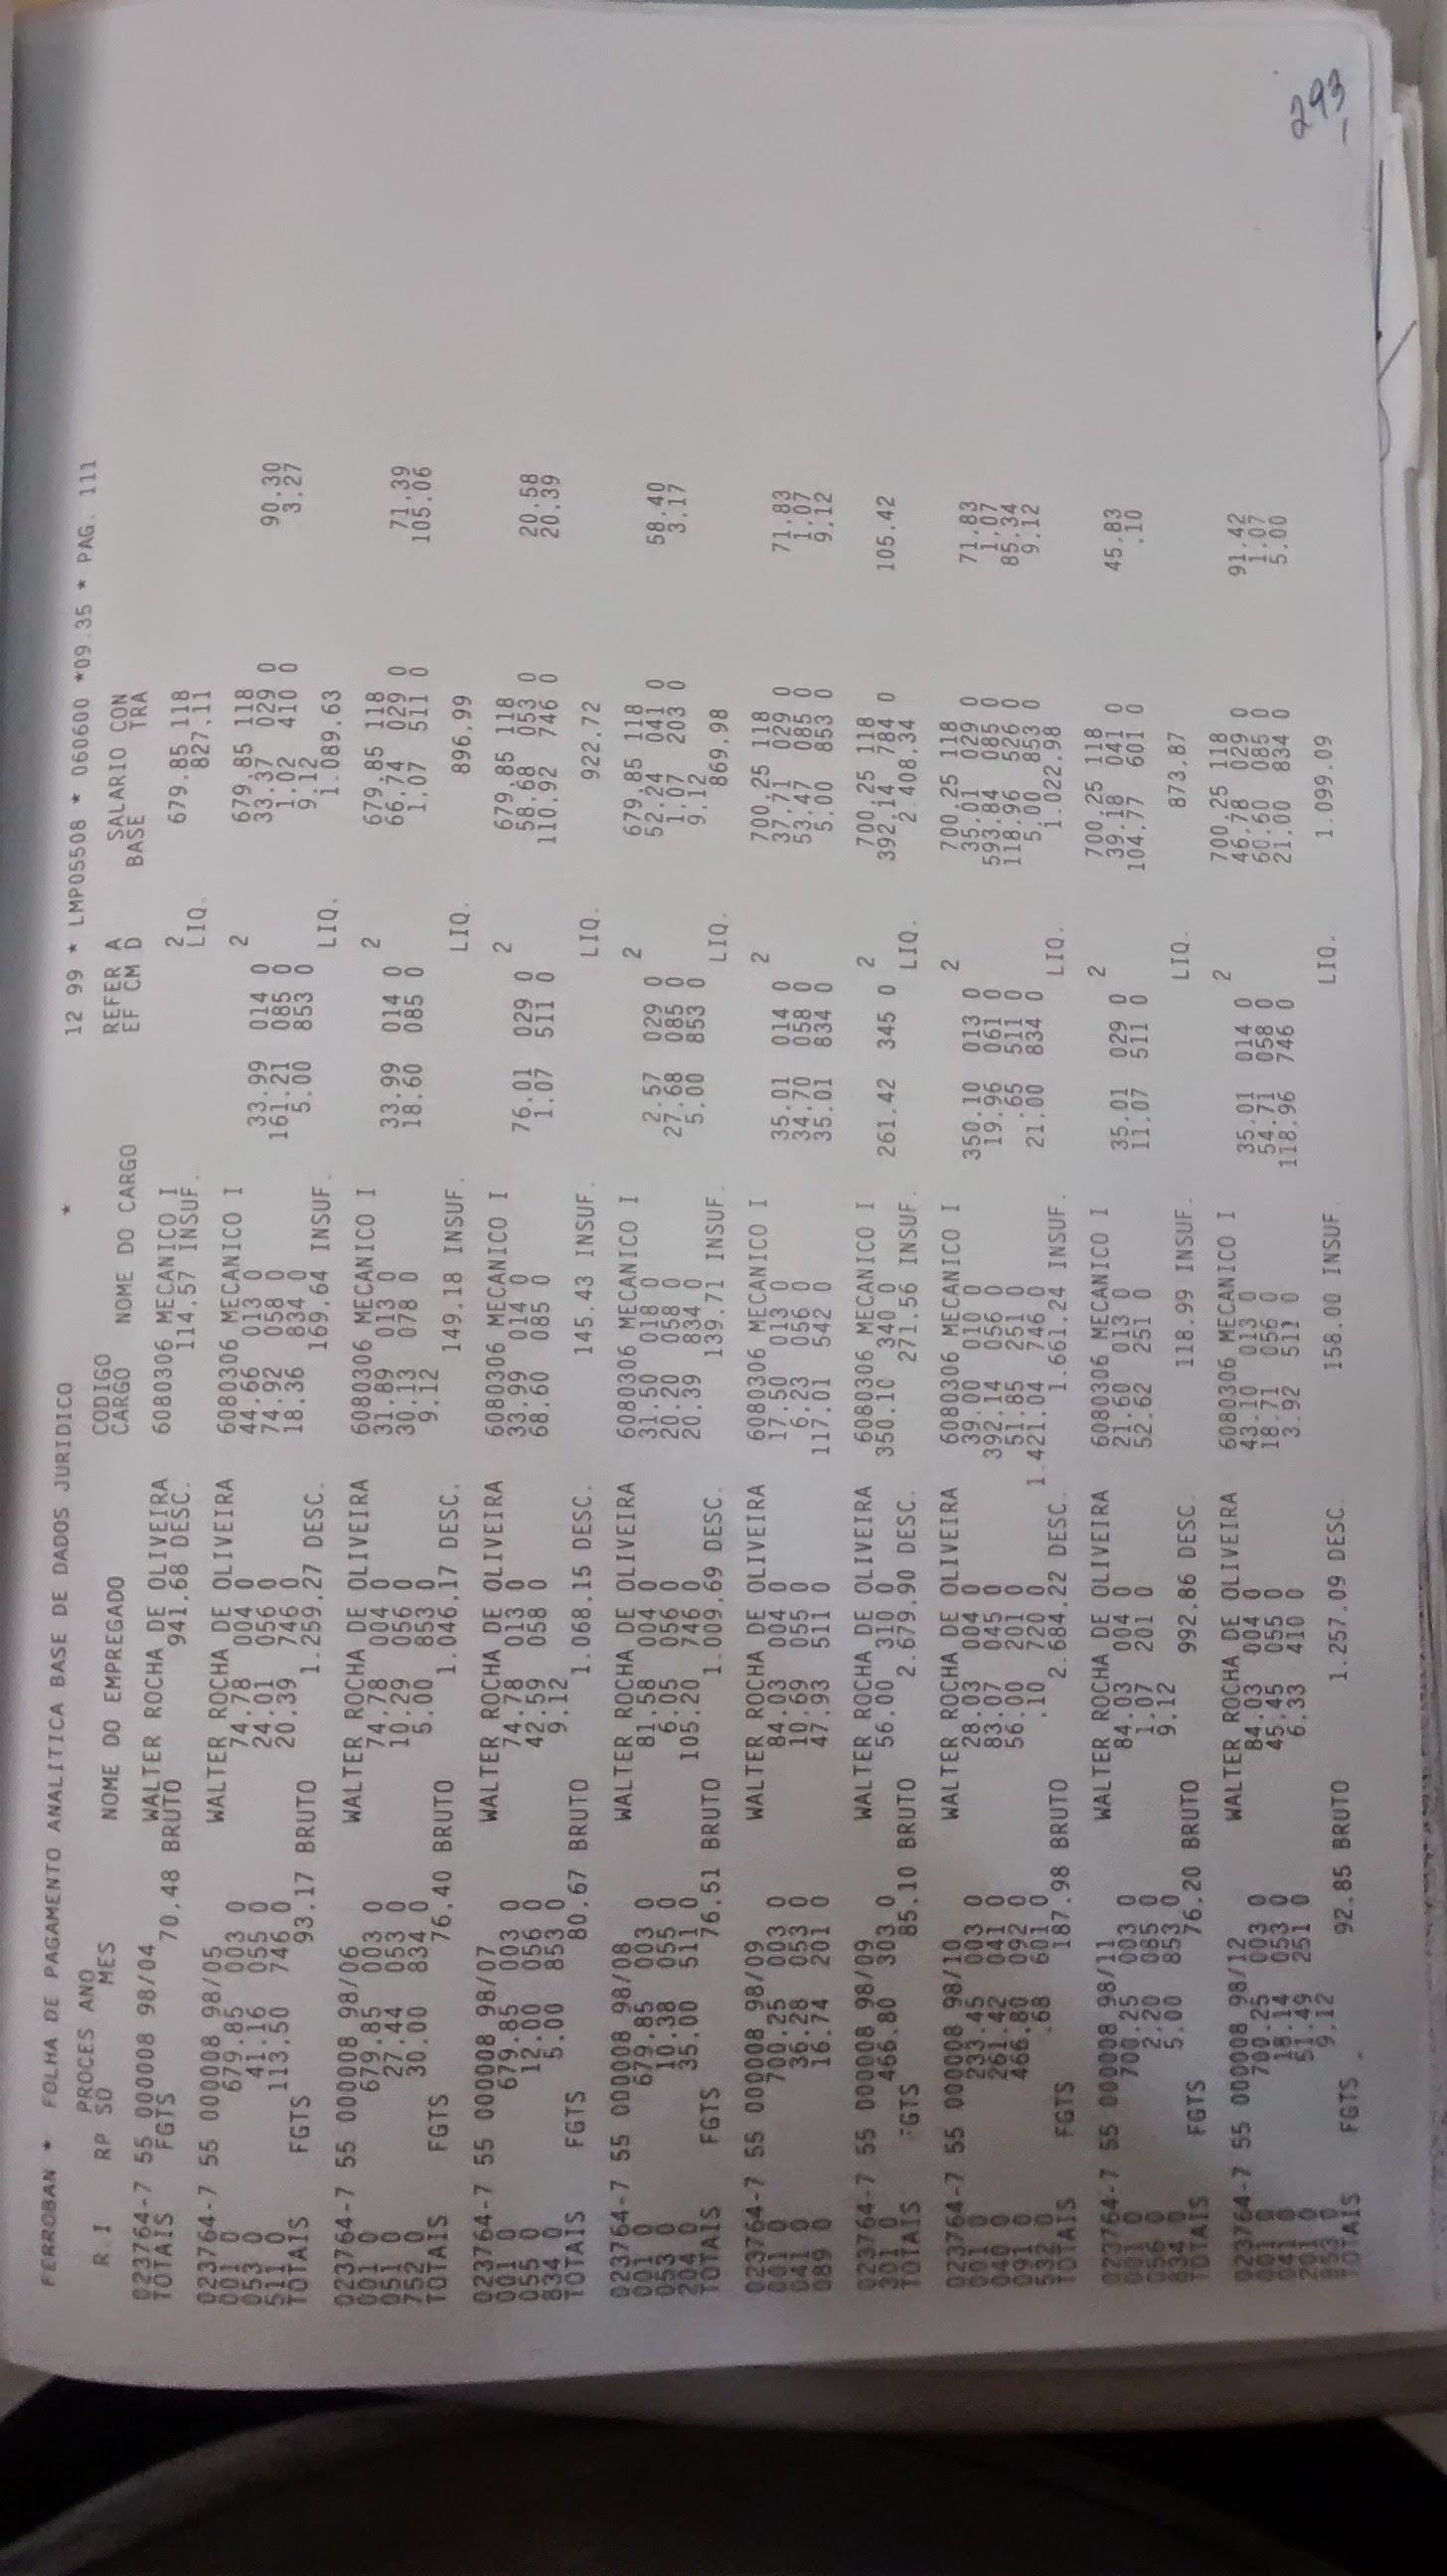 FERROBAN * FOLHA DE PAGAMENTO ANALITICA BASE DE DADOS JURIDICO * 12 99 * LMP05508 * 060600 *09.35 * PAG. 111
R.I RP PROCES ANO NOME DO EMPREGADO CODIGO NOME DO CARGO REFER A SALARIO CON
SO MES CARGO EF CM D BASE TRA
023764-7 55 000008 98/04 WALTER ROCHA DE OLIVEIRA 6080306 MECANICO I 2 679.85 118
TOTAIS FGTS 70.48 BRUTO 941.68 DESC. 114.57 INSUF. LIQ. 827.11
023764-7 55 000008 98/05 WALTER ROCHA DE OLIVEIRA 6080306 MECANICO I 2 679.85 118
001 0 679.85 003 0 74.78 004 0 44.66 013 0 33.99 014 0 33.37 029 0 90.30
053 0 41.16 055 0 24.01 056 0 74.92 058 0 161.21 085 0 1.02 410 0 3.27
511 0 113.50 746 0 20.39 746 0 18.36 834 0 5.00 853 0 9.12
TOTAIS FGTS 93.17 BRUTO 1.259.27 DESC. 169.64 INSUF. LIQ. 1.089.63
023764-7 55 000008 98/06 WALTER ROCHA DE OLIVEIRA 6080306 MECANICO I 2 679.85 118
001 0 679.85 003 0 74.78 004 0 31.89 013 0 33.99 014 0 66.74 029 0 71.39
051 0 27.44 053 0 10.29 056 0 30.13 078 0 18.60 085 0 1.07 511 0 105.06
752 0 30.00 834 0 5.00 853 0 9.12
TOTAIS FGTS 76.40 BRUTO 1.046.17 DESC. 149.18 INSUF. LIQ. 896.99
023764-7 55 000008 98/07 WALTER ROCHA DE OLIVEIRA 6080306 MECANICO I 2 679.85 118
001 0 679.85 003 0 74.78 013 0 33.99 014 0 76.01 029 0 58.68 053 0 20.58
055 0 12.00 056 0 42.59 058 0 68.60 085 0 1.07 511 0 110.92 746 0 20.39
834 0 5.00 853 0 9.12
TOTAIS FGTS 80.67 BRUTO 1.068.15 DESC. 145.43 INSUF. LIQ. 922.72
023764-7 55 000008 98/08 WALTER ROCHA DE OLIVEIRA 6080306 MECANICO I 2 679.85 118
001 0 679.85 003 0 81.58 004 0 31.50 018 0 2.57 029 0 52.24 041 0 58.40
053 0 10.38 055 0 6.05 056 0 20.20 058 0 27.68 085 0 1.07 203 0 3.17
204 0 35.00 511 0 105.20 746 0 20.39 834 0 5.00 853 0 9.12
TOTAIS FGTS 76.51 BRUTO 1.009.69 DESC. 139.71 INSUF. LIQ. 869.98
023764-7 55 000008 98/09 WALTER ROCHA DE OLIVEIRA 6080306 MECANICO I 2 700.25 118
001 0 700.25 003 0 84.03 004 0 17.50 013 0 35.01 014 0 37.71 029 0 71.83
041 0 36.28 053 0 10.69 055 0 6.23 056 0 34.70 058 0 53.47 085 0 1.07
089 0 16.74 201 0 47.93 511 0 117.01 542 0 35.01 834 0 5.00 853 0 9.12
023764-7 55 000008 98/09 WALTER ROCHA DE OLIVEIRA 6080306 MECANICO I 2 700.25 118
301 0 466.80 303 0 56.00 310 0 350.10 340 0 261.42 345 0 392.14 784 0 105.42
TOTAIS FGTS 85.10 BRUTO 2.679.90 DESC. 271.56 INSUF. LIQ. 2.408.34
023764-7 55 000008 98/10 WALTER ROCHA DE OLIVEIRA 6080306 MECANICO I 2 700.25 118
001 0 233.45 003 0 28.03 004 0 39.00 010 0 350.10 013 0 35.01 029 0 71.83
040 0 261.42 041 0 83.07 045 0 392.14 056 0 19.96 061 0 593.84 085 0 1.07
091 0 466.80 092 0 56.00 201 0 51.85 251 0 .65 511 0 118.96 526 0 85.34
532 0 .68 601 0 .10 720 0 1.421.04 746 0 21.00 834 0 5.00 853 0 9.12
TOTAIS FGTS 187.98 BRUTO 2.684.22 DESC. 1.661.24 INSUF. LIQ. 1.022.98
023764-7 55 000008 98/11 WALTER ROCHA DE OLIVEIRA 6080306 MECANICO I 2 700.25 118
001 0 700.25 003 0 84.03 004 0 21.60 013 0 35.01 029 0 39.18 041 0 45.83
056 0 2.20 085 0 1.07 201 0 52.62 251 0 11.07 511 0 104.77 601 0 .10
834 0 5.00 853 0 9.12
TOTAIS FGTS 76.20 BRUTO 992.86 DESC. 118.99 INSUF. LIQ. 873.87
023764-7 55 000008 98/12 WALTER ROCHA DE OLIVEIRA 6080306 MECANICO I 2 700.25 118
001 0 700.25 003 0 84.03 004 0 43.10 013 0 35.01 014 0 46.78 029 0 91.42
041 0 18.14 053 0 45.45 055 0 18.71 056 0 54.71 058 0 60.60 085 0 1.07
201 0 51.49 251 0 6.33 410 0 3.92 511 0 118.96 746 0 21.00 834 0 5.00
853 0 9.12
TOTAIS FGTS 92.85 BRUTO 1.257.09 DESC. 158.00 INSUF. LIQ. 1.099.09
293